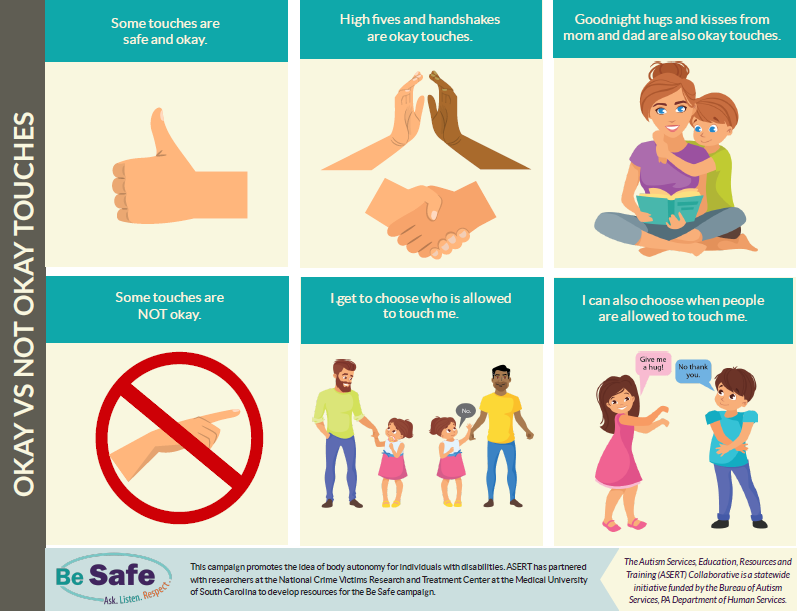 OKAY VS NOT OKAY TOUCHES
Some touches are
safe and okay.
High fives and handshakes
are okay touches.
Goodnight hugs and kisses from
mom and dad are also okay touches.
Some touches are
NOT okay.
I get to choose who is allowed
to touch me.
No.
I can also choose when people
are allowed to touch me.
Give me
a hug!
No thank
you.
Be Safe
Ask. Listen. Respect.
This campaign promotes the idea of body autonomy for individuals with disabilities. ASERT has partnered
with researchers at the National Crime Victims Research and Treatment Center at the Medical University
of South Carolina to develop resources for the Be Safe campaign.
The Autism Services, Education, Resources and
Training (ASERT) Collaborative is a statewide
initiative funded by the Bureau of Autism
Services, PA Department of Human Services.